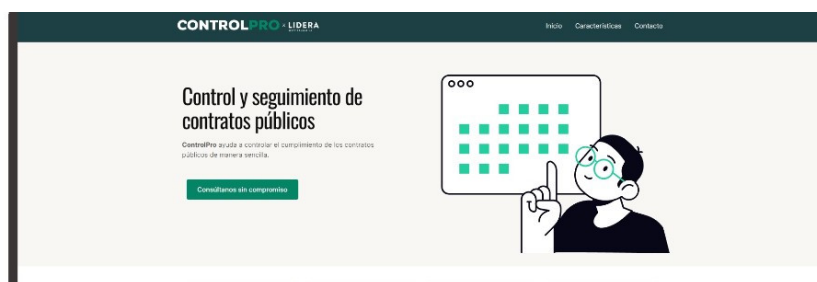 CONTROLPRO · LIDERA
Inicio Características Contacto
Control y seguimiento de
contratos públicos
ControlPro ayuda a controlar el cumplimiento de los contratos
públicos de manera sencilla.
Consúltanos sin compromiso